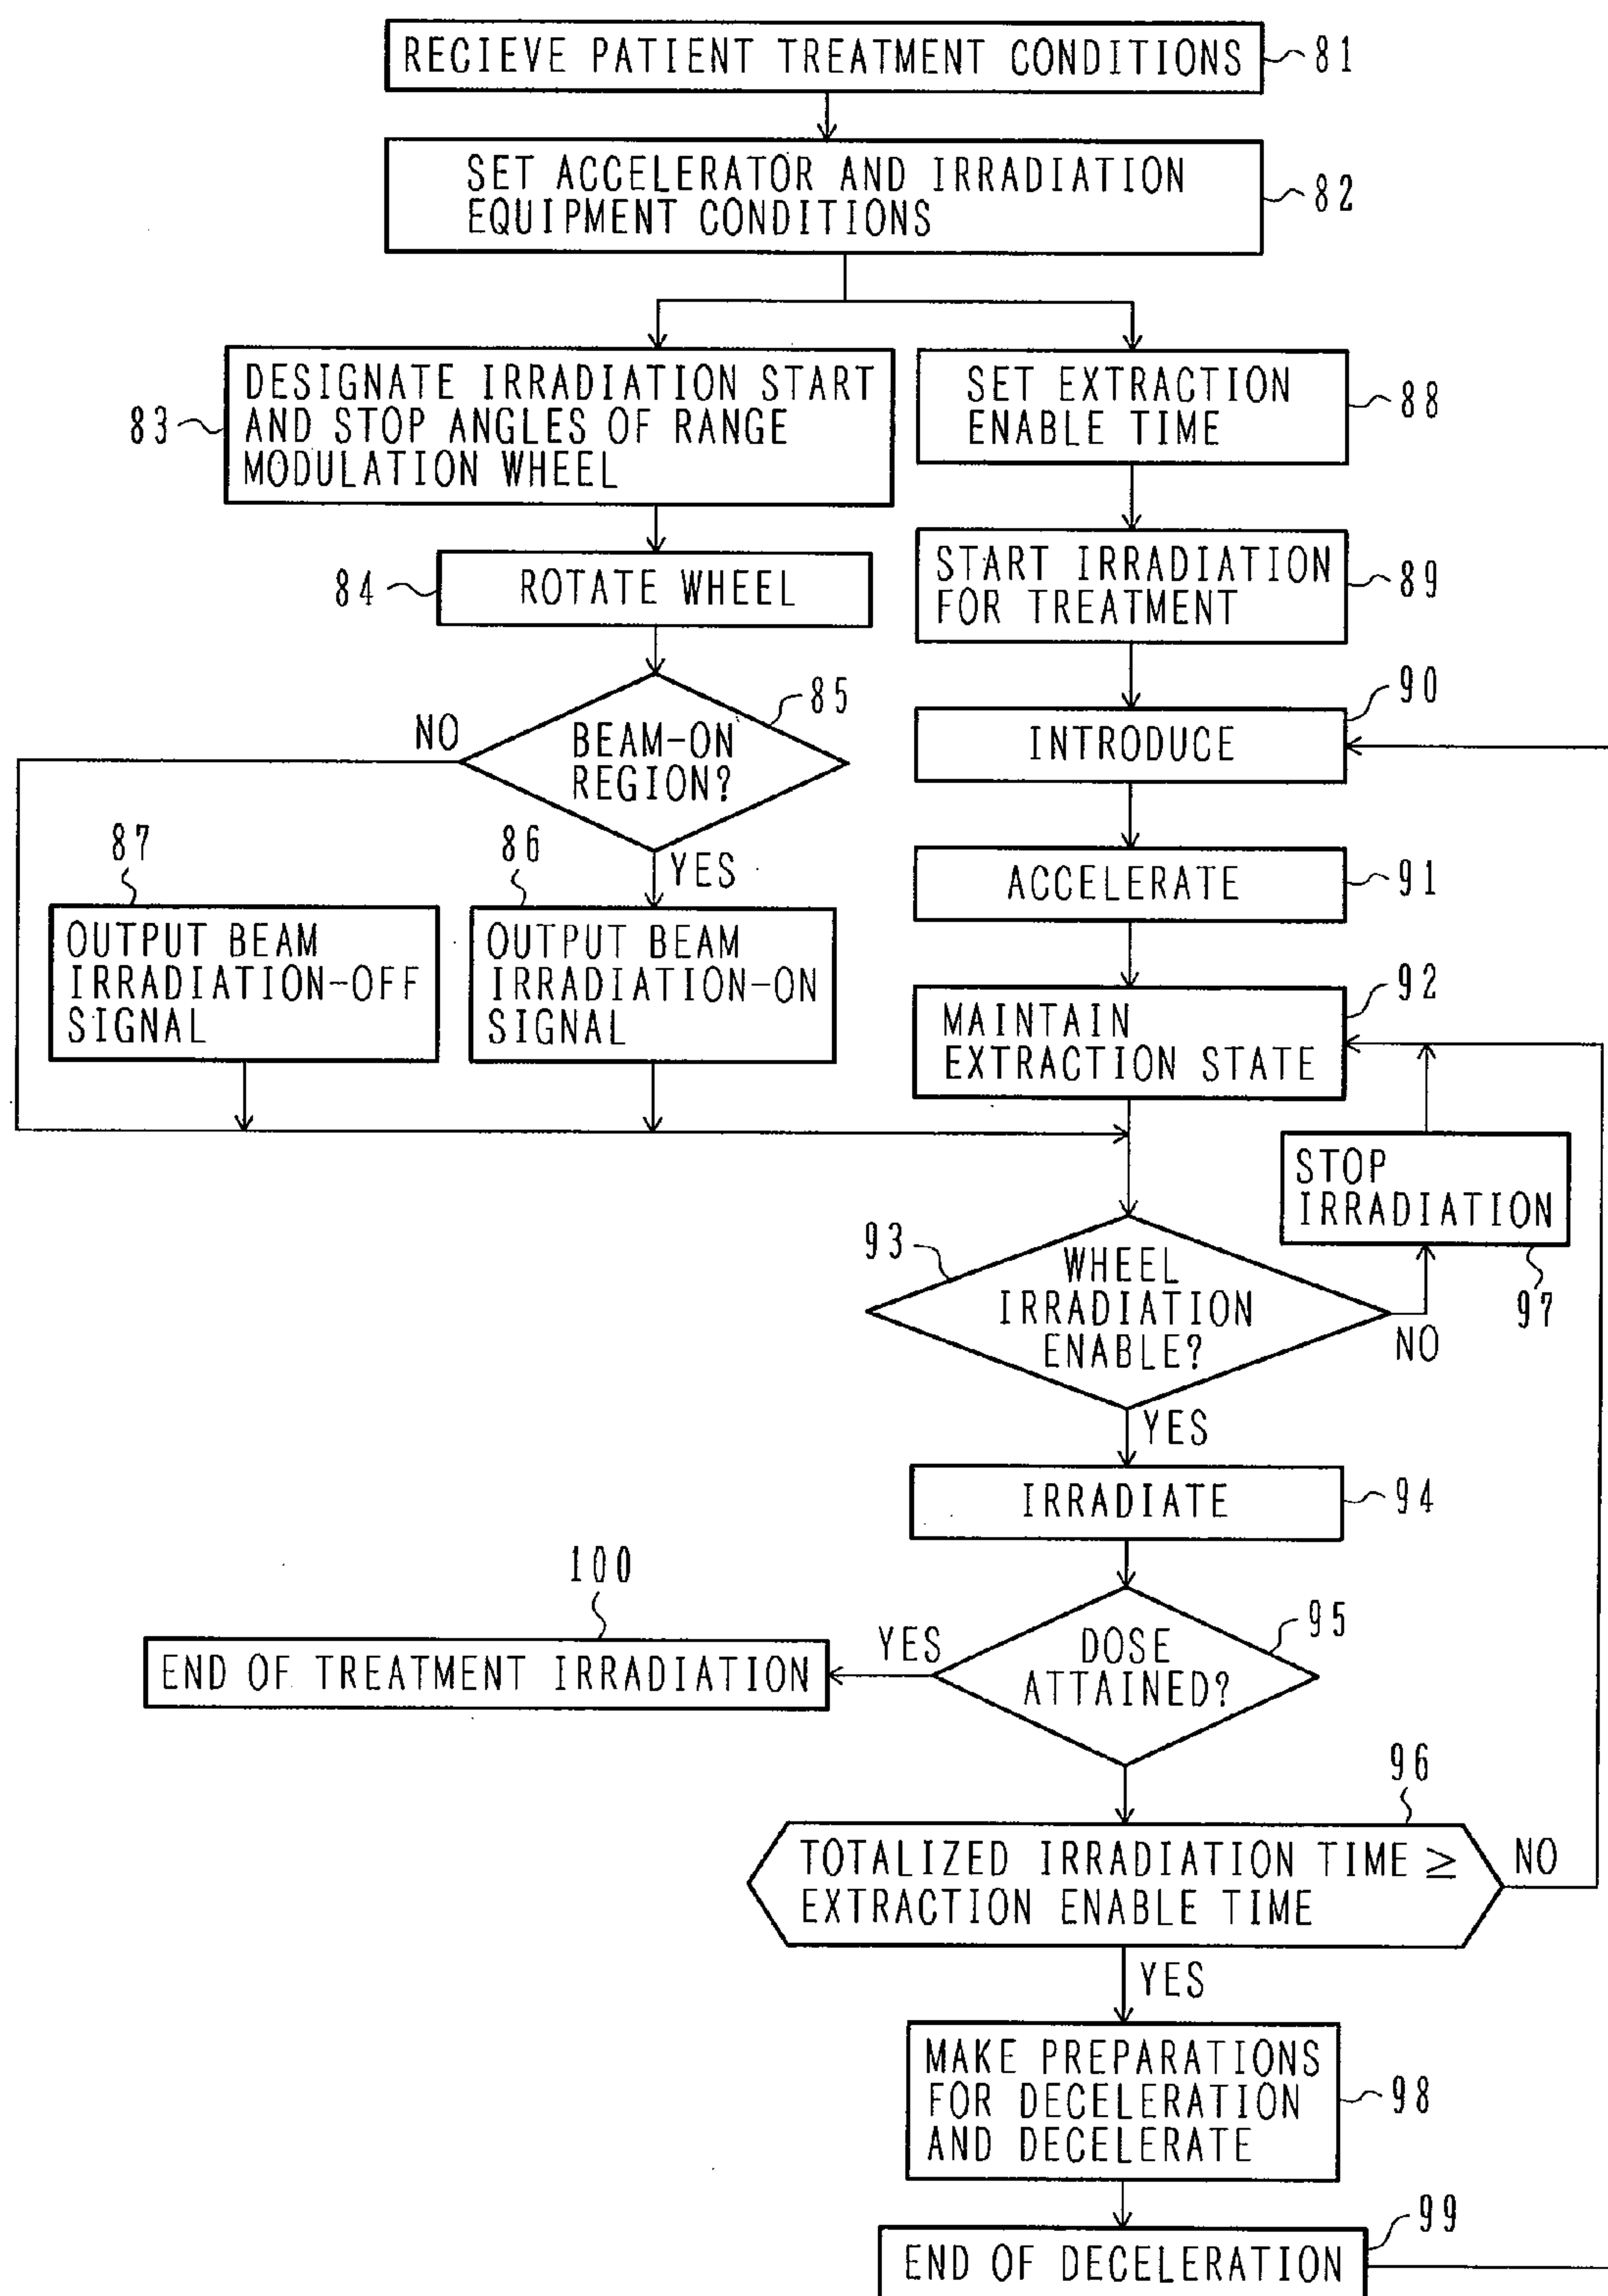 RECIEVE PATIENT TREATMENT CONDITIONS
81
SET ACCELERATOR AND IRRADIATION
EQUIPMENT CONDITIONS
82
83
DESIGNATE IRRADIATION START
AND STOP ANGLES OF RANGE
MODULATION WHEEL
SET EXTRACTION
ENABLE TIME
88
84
ROTATE WHEEL
START IRRADIATION
FOR TREATMENT
89
85
NO
BEAM-ON
REGION?
YES
90
INTRODUCE
87
OUTPUT BEAM
IRRADIATION-OFF
SIGNAL
86
OUTPUT BEAM
IRRADIATION-ON
SIGNAL
ACCELERATE
91
92
MAINTAIN
EXTRACTION STATE
STOP
IRRADIATION
97
93
WHEEL
IRRADIATION
ENABLE?
NO
YES
IRRADIATE
94
100
END OF TREATMENT IRRADIATION
YES
DOSE
ATTAINED?
95
96
TOTALIZED IRRADIATION TIME ≥
EXTRACTION ENABLE TIME
NO
YES
MAKE PREPARATIONS
FOR DECELERATION
AND DECELERATE
98
99
END OF DECELERATION